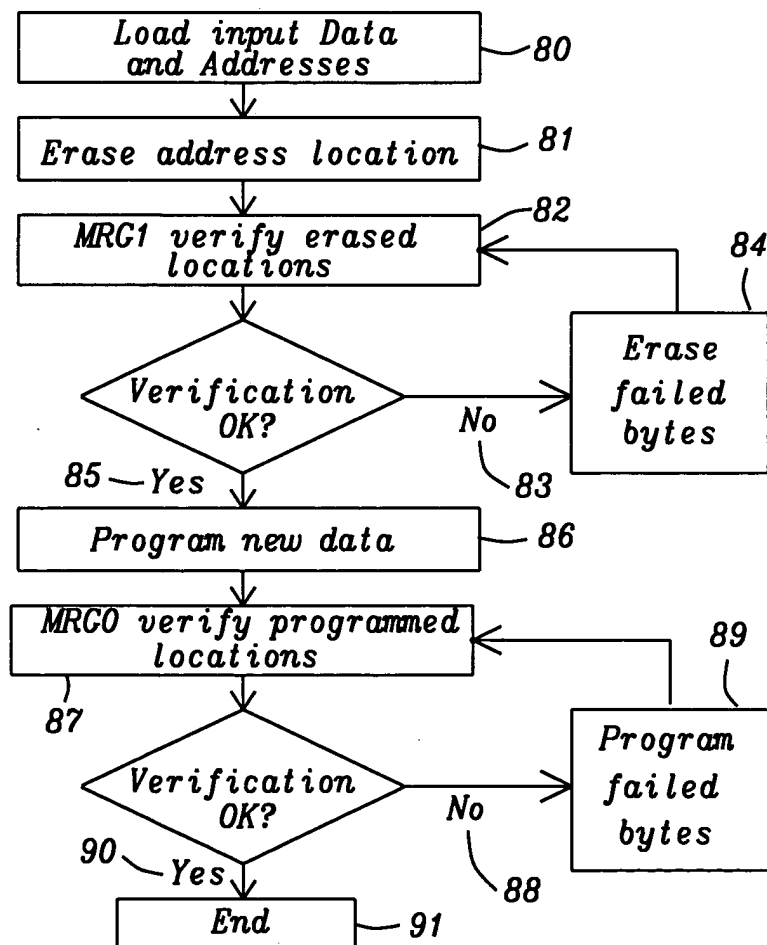 Load input Data
and Addresses
80
Erase address location
81
MRG1 verify erased
locations
82
Verification
OK?
No
83
Erase
failed
bytes
84
85
Yes
Program new data
86
MRG0 verify programmed
locations
87
Verification
OK?
No
88
Program
failed
bytes
89
90
Yes
End
91